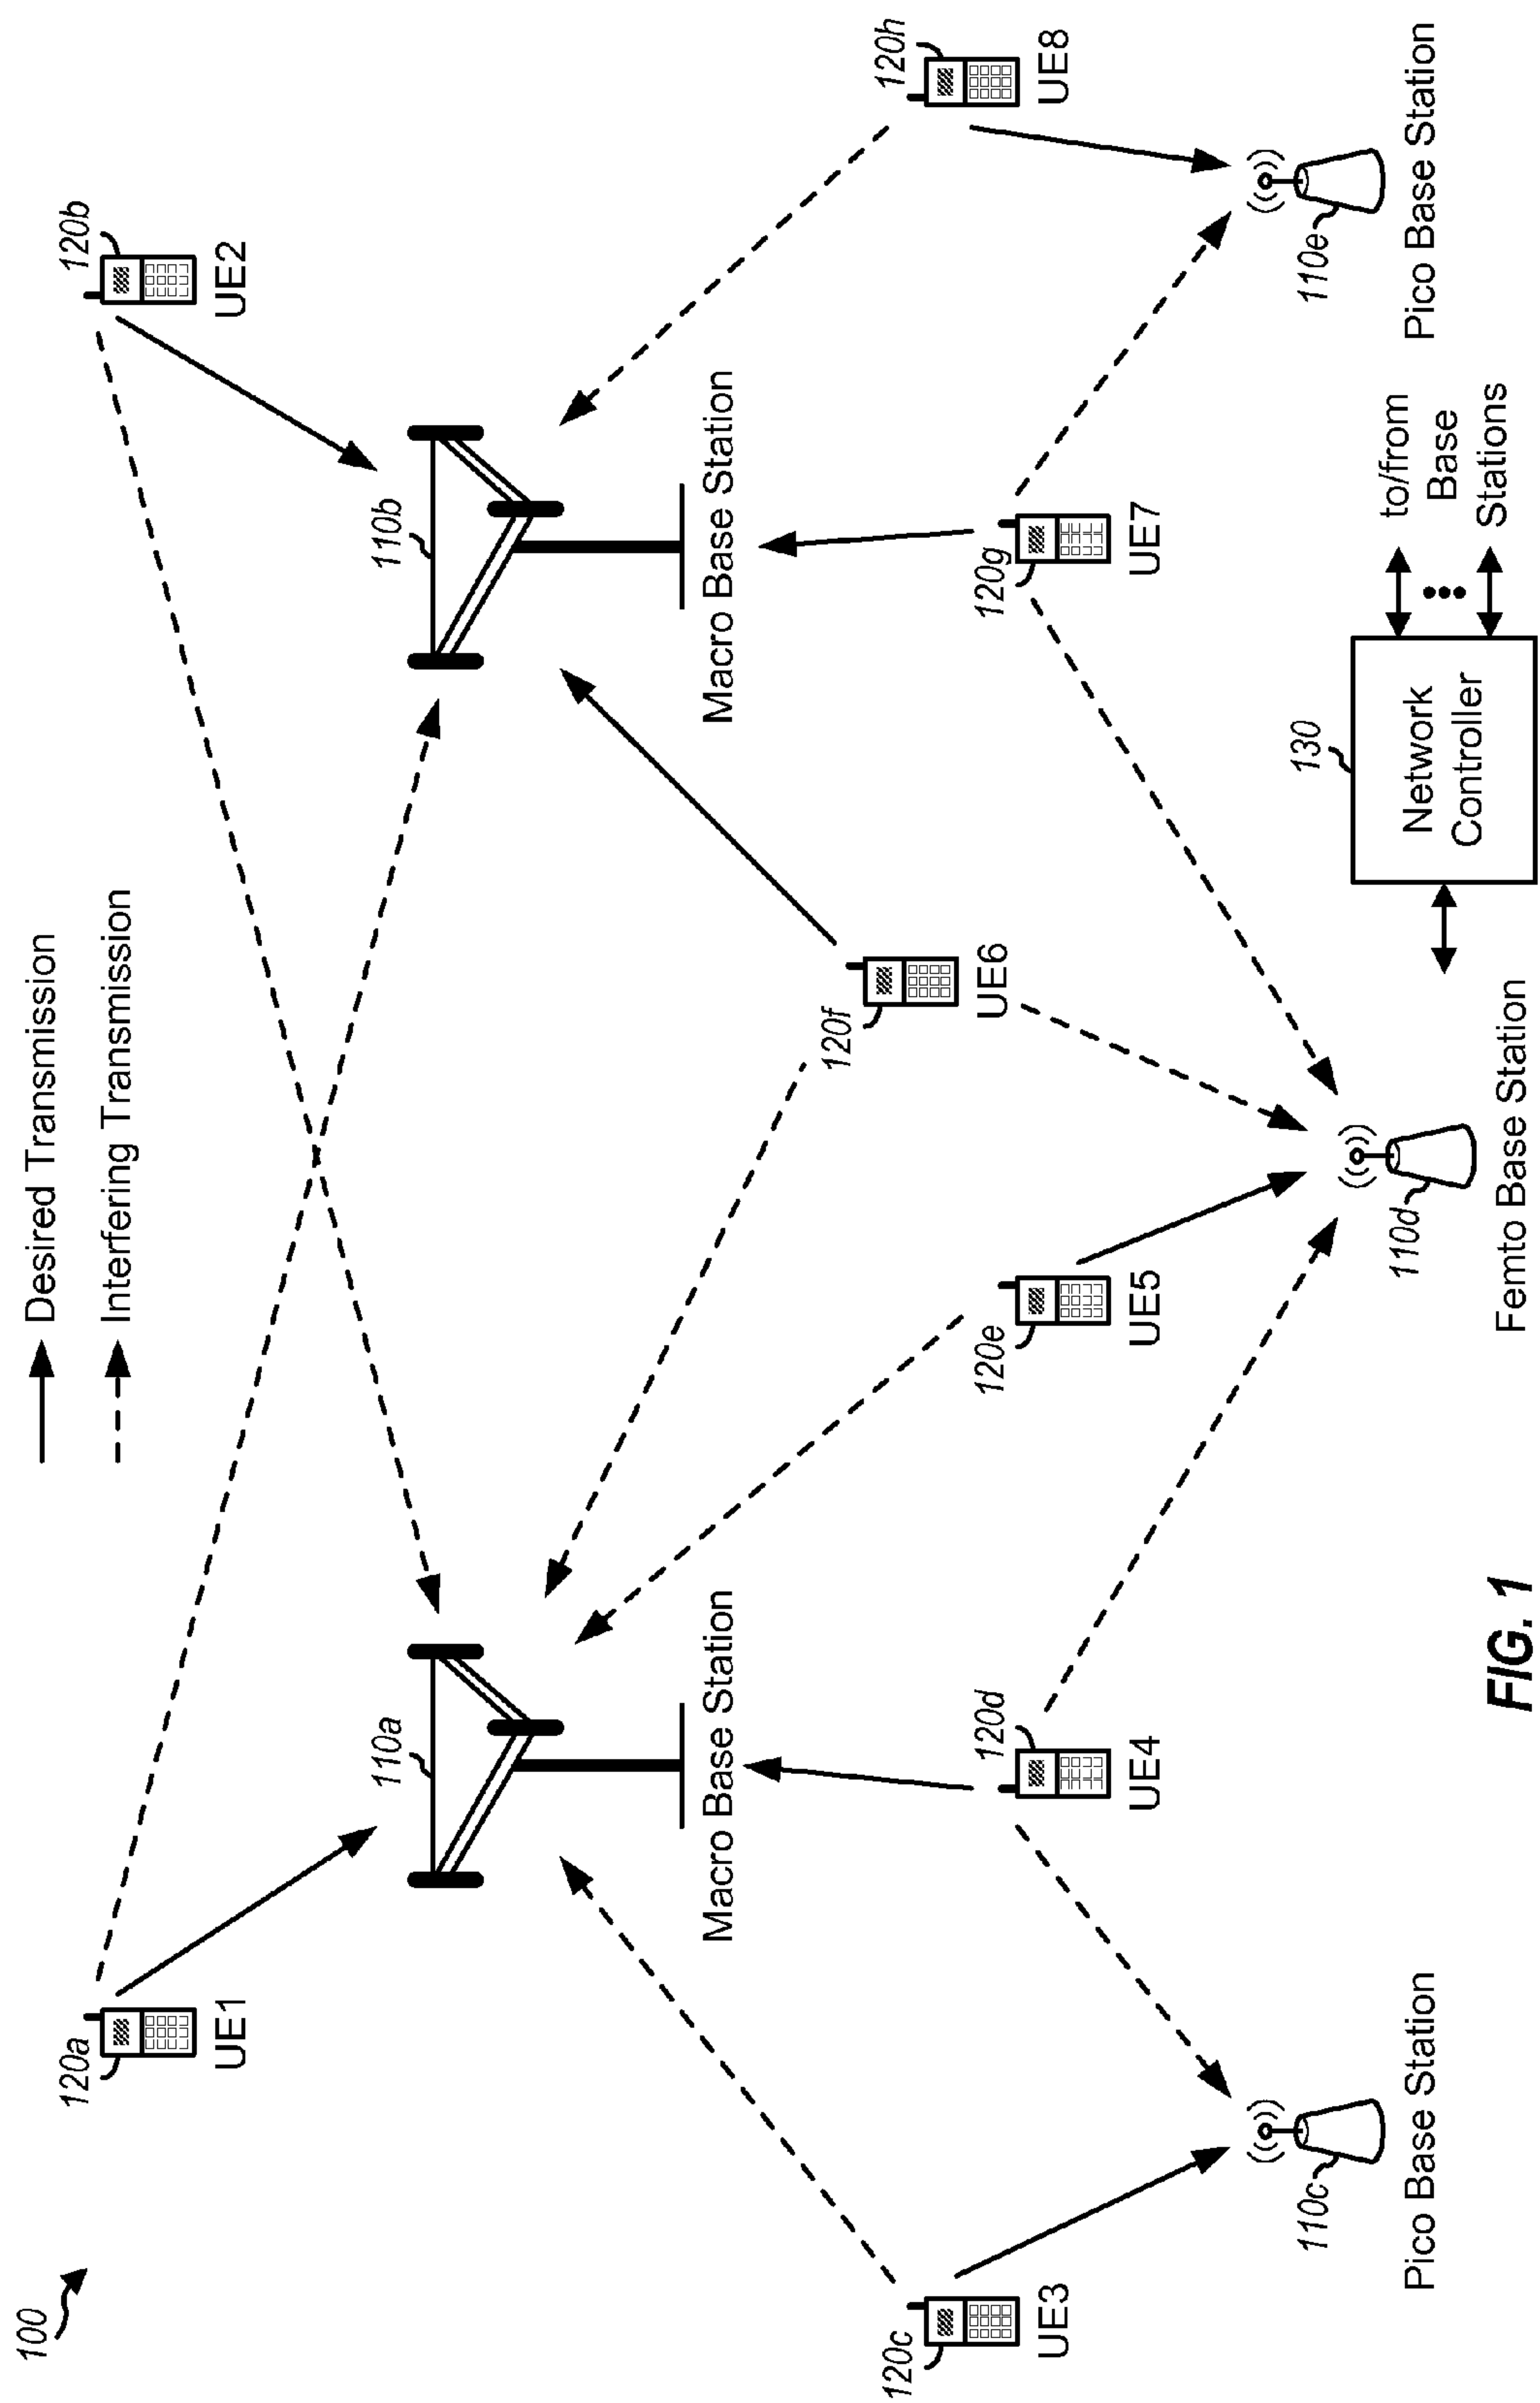 100
Desired Transmission
Interfering Transmission
120a
UE1
120b
UE2
110a
Macro Base Station
110b
Macro Base Station
120c
UE3
120d
UE4
120e
UE5
120f
UE6
120g
UE7
120h
UE8
110c
Pico Base Station
110d
Femto Base Station
130
Network
Controller
to/from
Base
Stations
110e
Pico Base Station
FIG. 1